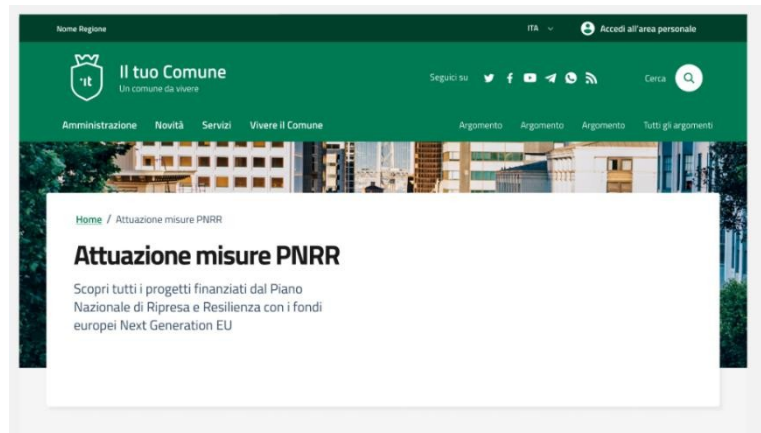 Nome Regione
ITA
Accedi all'area personale
·it
Il tuo Comune
Un comune da vivere
Seguici su
Cerca
Amministrazione Novità Servizi Vivere il Comune
Argomento Argomento Argomento Tutti gli argomenti
Home / Attuazione misure PNRR
Attuazione misure PNRR
Scopri tutti i progetti finanziati dal Piano
Nazionale di Ripresa e Resilienza con i fondi
europei Next Generation EU